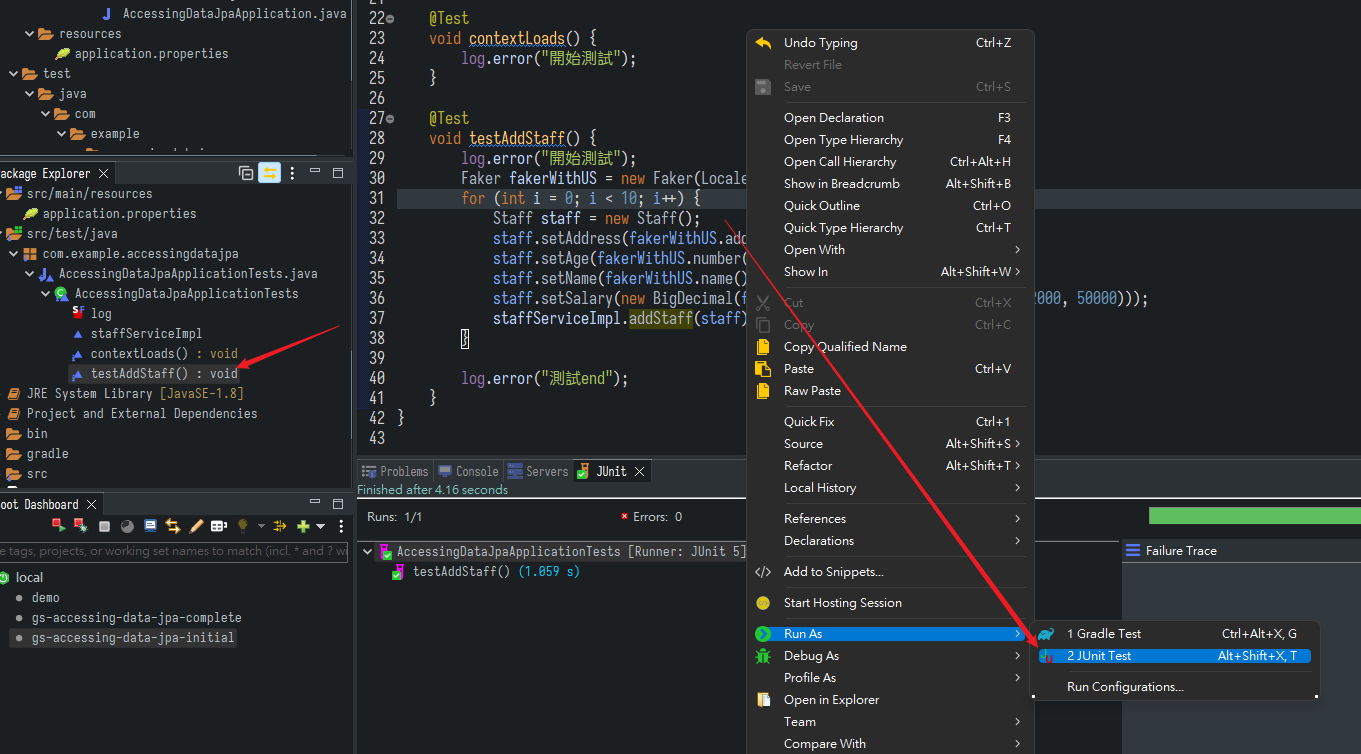 AccessingDataJpaApplication.java
resources
application.properties
test
java
com
example
ackage Explorer
src/main/resources
application.properties
src/test/java
com.example.accessingdatajpa
AccessingDataJpaApplicationTests.java
AccessingDataJpaApplicationTests
log
staffServiceImpl
contextLoads() : void
testAddStaff() : void
JRE System Library [JavaSE-1.8]
Project and External Dependencies
bin
gradle
src
oot Dashboard
e tags, projects, or working set names to match (incl. * and ? wi
local
demo
gs-accessing-data-jpa-complete
gs-accessing-data-jpa-initial
22 @Test
23 void contextLoads() {
24 log.error("開始測試");
25 }
26
27 @Test
28 void testAddStaff() {
29 log.error("開始測試");
30 Faker fakerWithUS = new Faker(Locale
31 for (int i = 0; i < 10; i++) {
32 Staff staff = new Staff();
33 staff.setAddress(fakerWithUS.add
34 staff.setAge(fakerWithUS.number(
35 staff.setName(fakerWithUS.name()
36 staff.setSalary(new BigDecimal(f 2000, 50000)));
37 staffServiceImpl.addStaff(staff)
38 }
39
40 log.error("測試end");
41 }
42 }
43
Problems Console Servers JUnit
Finished after 4.16 seconds
Runs: 1/1 Errors: 0
AccessingDataJpaApplicationTests [Runner: JUnit 5]
testAddStaff() (1.059 s)
Failure Trace
Undo Typing Ctrl+Z
Revert File
Save Ctrl+S
Open Declaration F3
Open Type Hierarchy F4
Open Call Hierarchy Ctrl+Alt+H
Show in Breadcrumb Alt+Shift+B
Quick Outline Ctrl+O
Quick Type Hierarchy Ctrl+T
Open With
Show In Alt+Shift+W
Cut Ctrl+X
Copy Ctrl+C
Copy Qualified Name
Paste Ctrl+V
Raw Paste
Quick Fix Ctrl+1
Source Alt+Shift+S
Refactor Alt+Shift+T
Local History
References
Declarations
Add to Snippets...
Start Hosting Session
Run As
Debug As
Profile As
Open in Explorer
Team
Compare With
1 Gradle Test Ctrl+Alt+X, G
2 JUnit Test Alt+Shift+X, T
Run Configurations...